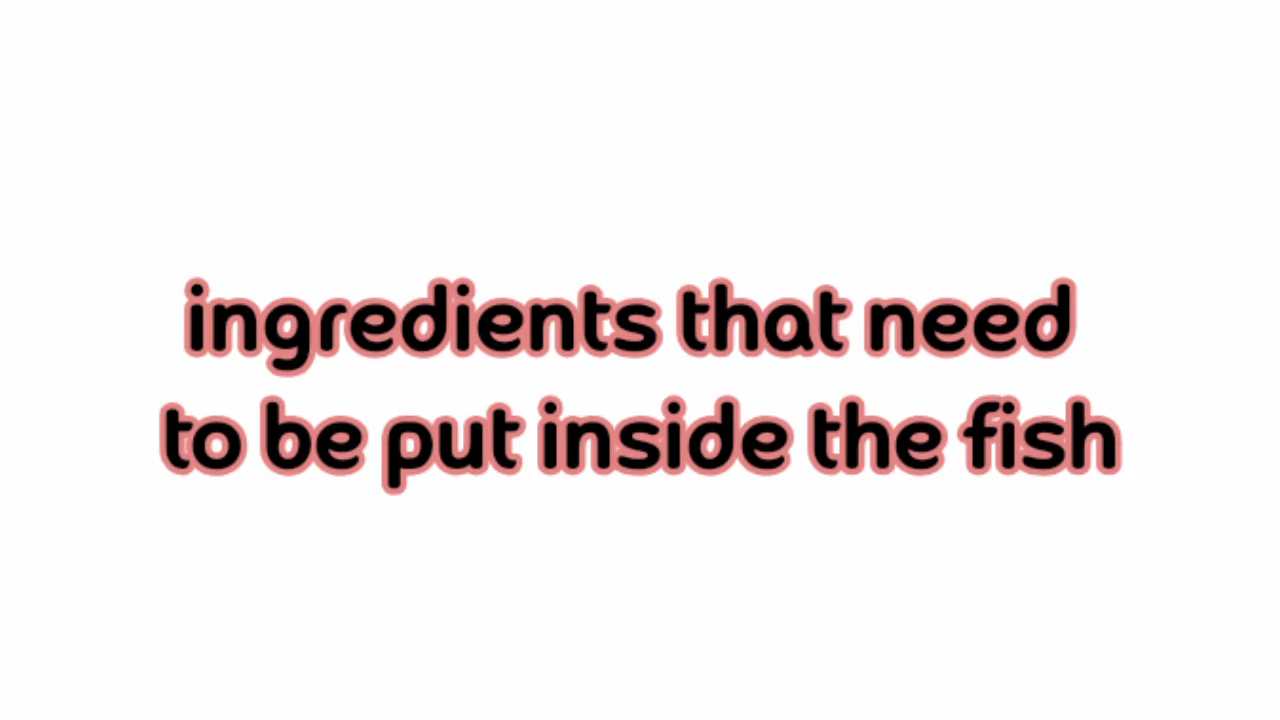 ingredients that need
to be put inside the fish